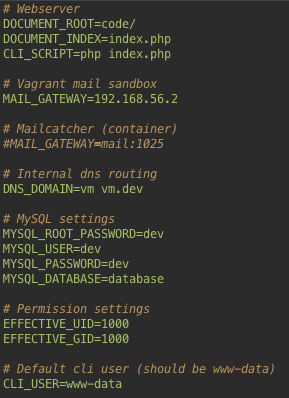 # Webserver
DOCUMENT_ROOT=code/
DOCUMENT_INDEX=index.php
CLI_SCRIPT=php index.php

# Vagrant mail sandbox
MAIL_GATEWAY=192.168.56.2

# Mailcatcher (container)
#MAIL_GATEWAY=mail:1025

# Internal dns routing
DNS_DOMAIN=vm vm.dev

# MySQL settings
MYSQL_ROOT_PASSWORD=dev
MYSQL_USER=dev
MYSQL_PASSWORD=dev
MYSQL_DATABASE=database

# Permission settings
EFFECTIVE_UID=1000
EFFECTIVE_GID=1000

# Default cli user (should be www-data)
CLI_USER=www-data